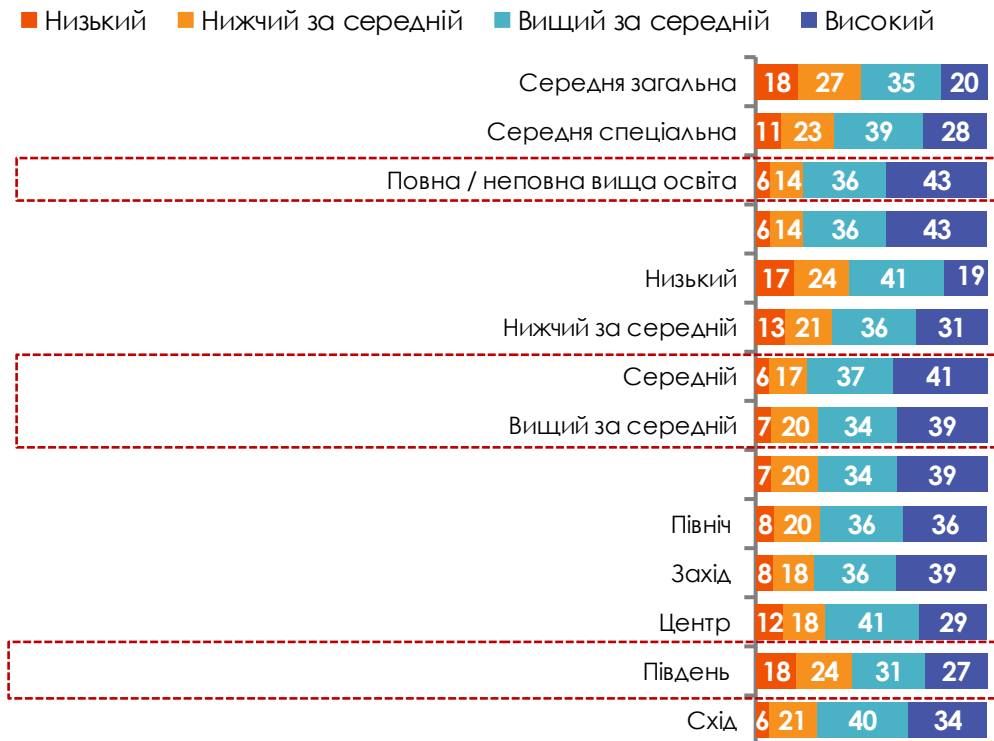 Низький Нижчий за середній Вищий за середній Високий
Середня загальна 18 27 35 20
Середня спеціальна 11 23 39 28
Повна / неповна вища освіта 6 14 36 43
6 14 36 43
Низький 17 24 41 19
Нижчий за середній 13 21 36 31
Середній 6 17 37 41
Вищий за середній 7 20 34 39
7 20 34 39
Північ 8 20 36 36
Захід 8 18 36 39
Центр 12 18 41 29
Південь 18 24 31 27
Схід 6 21 40 34